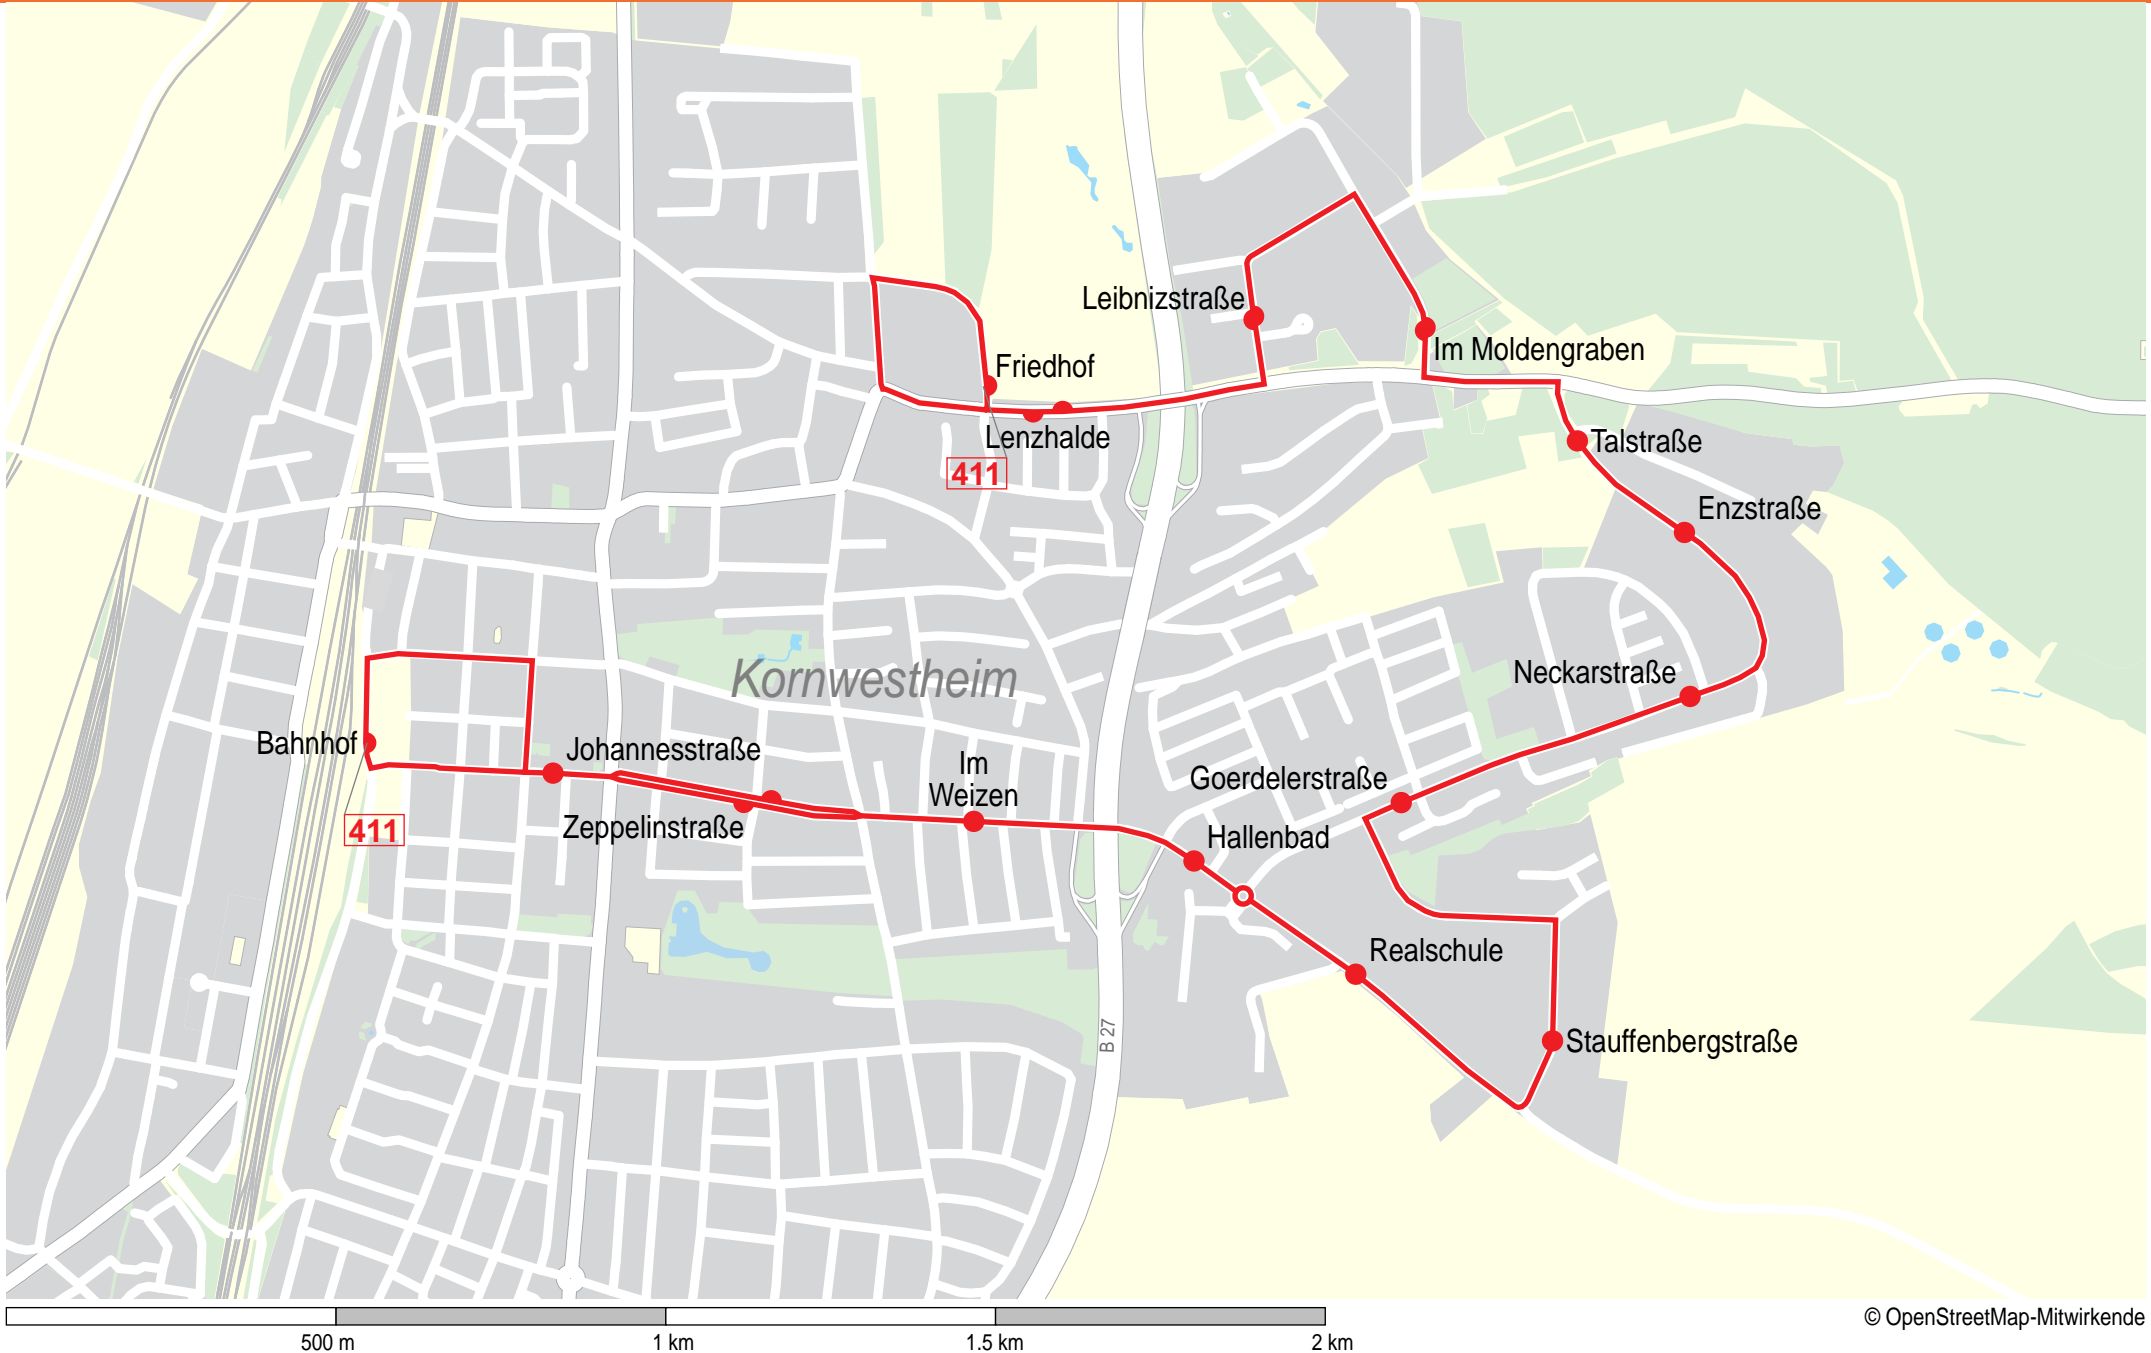 Leibnizstraße
Im Moldengraben
Friedhof
Lenzhalde
411
Talstraße
Enzstraße
Kornwestheim
Neckarstraße
Bahnhof
Johannesstraße
Im
Weizen
Goerdelerstraße
411
Zeppelinstraße
Hallenbad
Realschule
B 27
Stauffenbergstraße
© OpenStreetMap-Mitwirkende
500 m
1 km
1.5 km
2 km